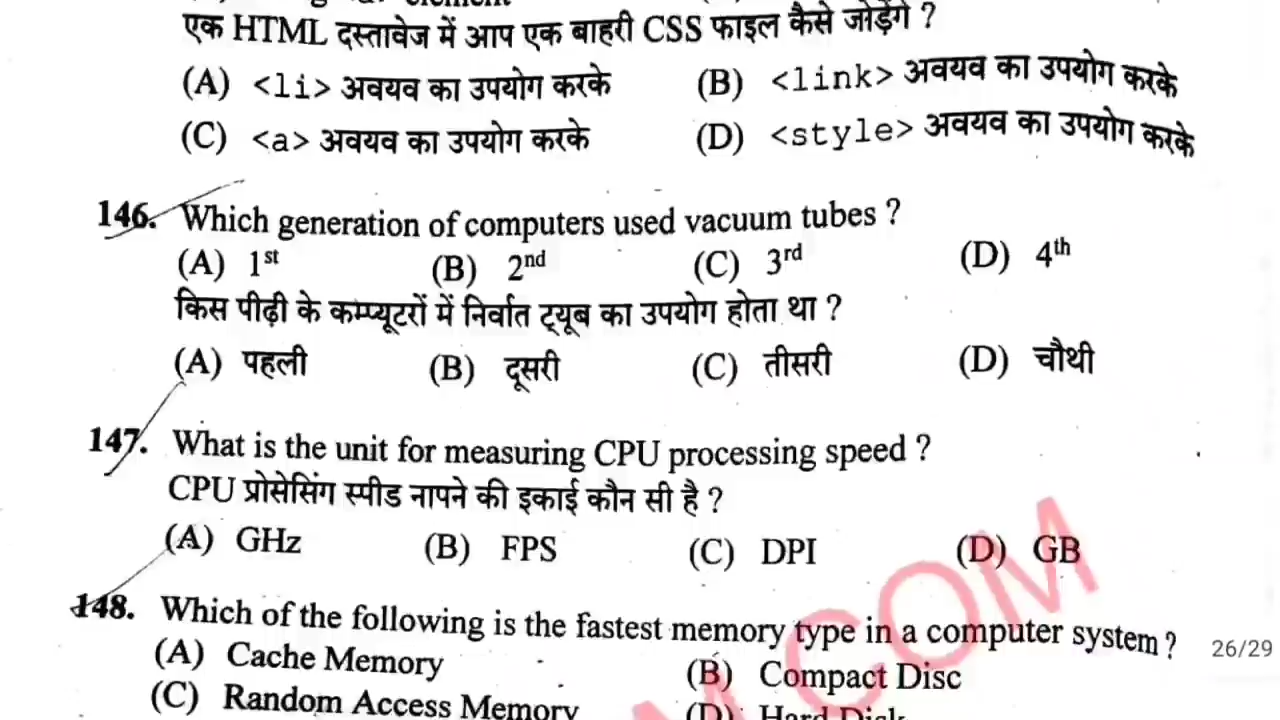 element
एक HTML दस्तावेज में आप एक बाहरी CSS फाइल कैसे जोड़ेंगे ?
(A) <li> अवयव का उपयोग करके (B) <link> अवयव का उपयोग करके
(C) <a> अवयव का उपयोग करके (D) <style> अवयव का उपयोग करके
146. Which generation of computers used vacuum tubes ?
(A) 1st (B) 2nd (C) 3rd (D) 4th
किस पीढ़ी के कम्प्यूटरों में निर्वात ट्यूब का उपयोग होता था ?
(A) पहली (B) दूसरी (C) तीसरी (D) चौथी
147. What is the unit for measuring CPU processing speed ?
CPU प्रोसेसिंग स्पीड नापने की इकाई कौन सी है ?
(A) GHz (B) FPS (C) DPI (D) GB
148. Which of the following is the fastest memory type in a computer system ?
26/29
(A) Cache Memory (B) Compact Disc
(C) Random Access Memory (D) Hard Disk
M.COM